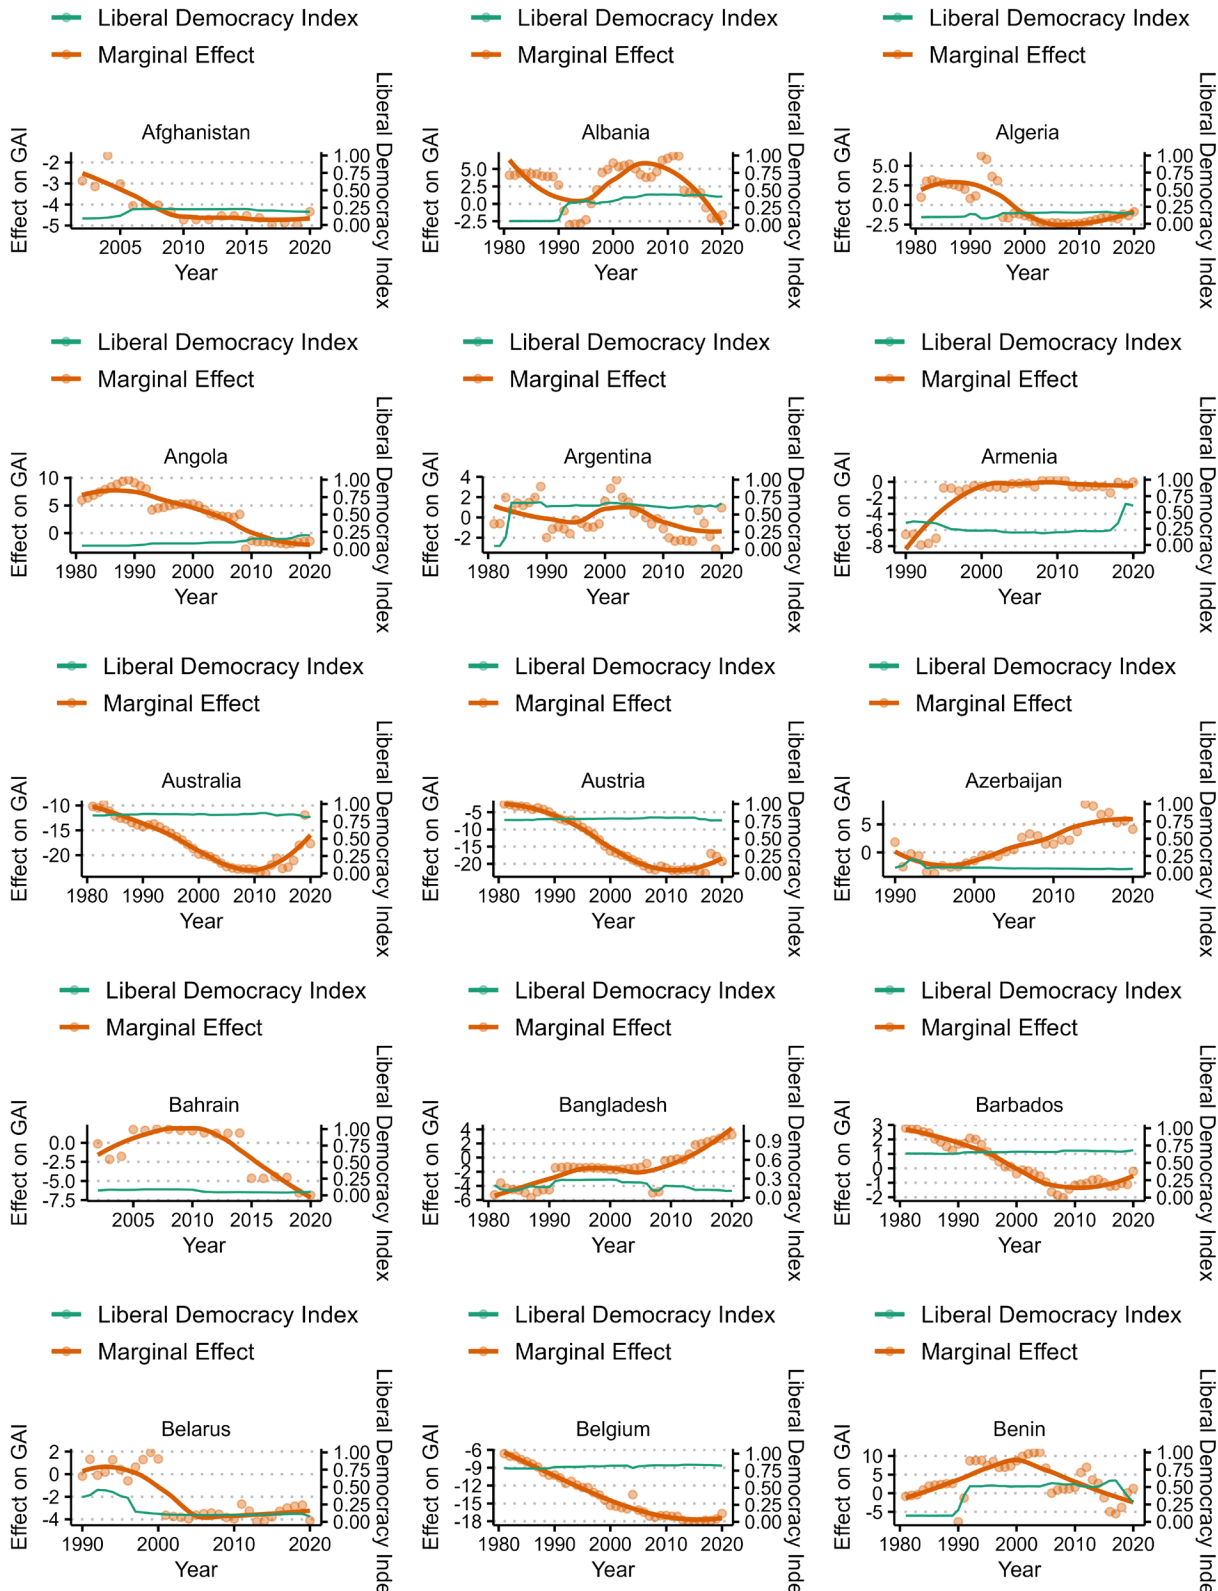 Liberal Democracy Index
Marginal Effect
Afghanistan
Effect on GAI
-2
-3
-4
-5
1.00
0.75
0.50
0.25
0.00
Liberal Democracy Index
2005 2010 2015 2020
Year
Liberal Democracy Index
Marginal Effect
Albania
Effect on GAI
5.0
2.5
0.0
-2.5
1.00
0.75
0.50
0.25
0.00
Liberal Democracy Index
1980 1990 2000 2010 2020
Year
Liberal Democracy Index
Marginal Effect
Algeria
Effect on GAI
5.0
2.5
0.0
-2.5
1.00
0.75
0.50
0.25
0.00
Liberal Democracy Index
1980 1990 2000 2010 2020
Year
Liberal Democracy Index
Marginal Effect
Angola
Effect on GAI
10
5
0
1.00
0.75
0.50
0.25
0.00
Liberal Democracy Index
1980 1990 2000 2010 2020
Year
Liberal Democracy Index
Marginal Effect
Argentina
Effect on GAI
4
2
0
-2
1.00
0.75
0.50
0.25
0.00
Liberal Democracy Index
1980 1990 2000 2010 2020
Year
Liberal Democracy Index
Marginal Effect
Armenia
Effect on GAI
0
-2
-4
-6
-8
1.00
0.75
0.50
0.25
0.00
Liberal Democracy Index
1990 2000 2010 2020
Year
Liberal Democracy Index
Marginal Effect
Australia
Effect on GAI
-10
-15
-20
1.00
0.75
0.50
0.25
0.00
Liberal Democracy Index
1980 1990 2000 2010 2020
Year
Liberal Democracy Index
Marginal Effect
Austria
Effect on GAI
-5
-10
-15
-20
1.00
0.75
0.50
0.25
0.00
Liberal Democracy Index
1980 1990 2000 2010 2020
Year
Liberal Democracy Index
Marginal Effect
Azerbaijan
Effect on GAI
5
0
1.00
0.75
0.50
0.25
0.00
Liberal Democracy Index
1990 2000 2010 2020
Year
Liberal Democracy Index
Marginal Effect
Bahrain
Effect on GAI
0.0
-2.5
-5.0
-7.5
1.00
0.75
0.50
0.25
0.00
Liberal Democracy Index
2005 2010 2015 2020
Year
Liberal Democracy Index
Marginal Effect
Bangladesh
Effect on GAI
4
2
0
-2
-4
-6
0.9
0.6
0.3
0.0
Liberal Democracy Index
1980 1990 2000 2010 2020
Year
Liberal Democracy Index
Marginal Effect
Barbados
Effect on GAI
3
2
1
0
-1
-2
1.00
0.75
0.50
0.25
0.00
Liberal Democracy Index
1980 1990 2000 2010 2020
Year
Liberal Democracy Index
Marginal Effect
Belarus
Effect on GAI
2
0
-2
-4
1.00
0.75
0.50
0.25
0.00
Liberal Democracy Inde
1990 2000 2010 2020
Year
Liberal Democracy Index
Marginal Effect
Belgium
Effect on GAI
-6
-9
-12
-15
-18
1.00
0.75
0.50
0.25
0.00
Liberal Democracy Inde
1980 1990 2000 2010 2020
Year
Liberal Democracy Index
Marginal Effect
Benin
Effect on GAI
10
5
0
-5
1.00
0.75
0.50
0.25
0.00
Liberal Democracy Inde
1980 1990 2000 2010 2020
Year